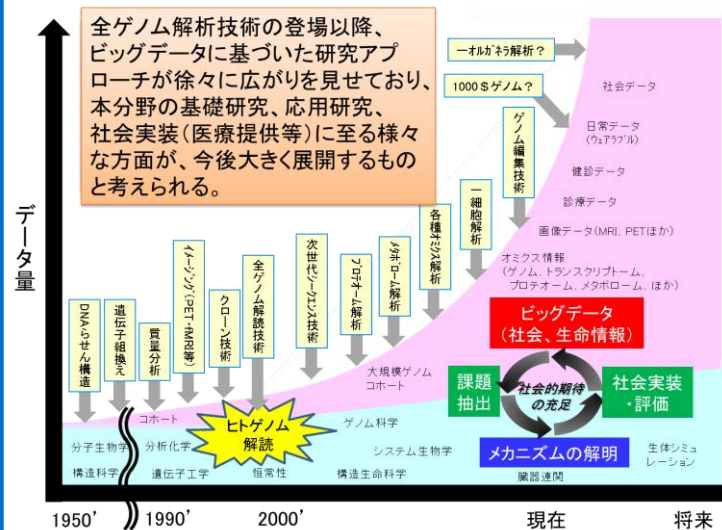 全ゲノム解析技術の登場以降、
ビッグデータに基づいた研究アプ
ローチが徐々に広がりを見せており、
本分野の基礎研究、応用研究、
社会実装(医療提供等)に至る様々
な方面が、今後大きく展開するもの
と考えられる。
データ量
DNAらせん構造
遺伝子組換え
質量分析
イメージング(PET・fMRI等)
クローン技術
全ゲノム解読技術
次世代シークエンス技術
プロテオーム解析
メタボローム解析
各種オミクス解析
一細胞解析
ゲノム編集技術
1000$ゲノム?
一オルガネラ解析?
社会データ
日常データ
(ウェアラブル)
健診データ
診療データ
画像データ(MRI、PETほか)
オミクス情報
(ゲノム、トランスクリプトーム、
プロテオーム、メタボローム、ほか)
ビッグデータ
(社会、生命情報)
課題
抽出
社会的期待
の充足
社会実装
・評価
メカニズムの解明
大規模ゲノム
コホート
コホート
ヒトゲノム
解読
ゲノム科学
分子生物学
分析化学
システム生物学
生体シミュ
レーション
構造科学
遺伝子工学
恒常性
構造生命科学
臓器連関
1950’
1990’
2000’
現在
将来